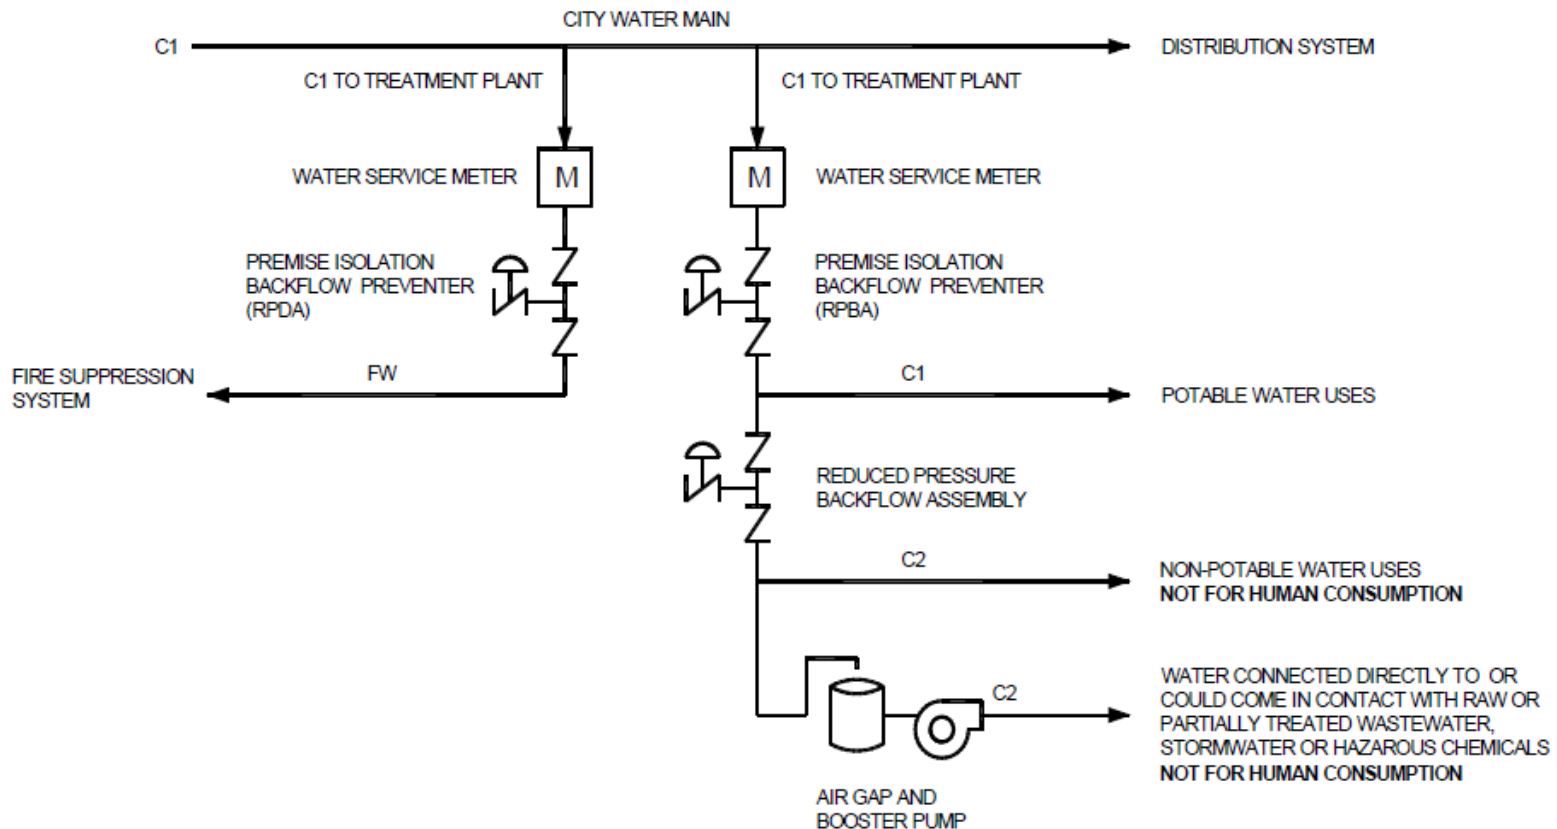 CITY WATER MAIN
C1
DISTRIBUTION SYSTEM
C1 TO TREATMENT PLANT
C1 TO TREATMENT PLANT
WATER SERVICE METER
M
M
WATER SERVICE METER
PREMISE ISOLATION
BACKFLOW PREVENTER
(RPDA)
PREMISE ISOLATION
BACKFLOW PREVENTER
(RPBA)
FIRE SUPPRESSION
SYSTEM
FW
C1
POTABLE WATER USES
REDUCED PRESSURE
BACKFLOW ASSEMBLY
C2
NON-POTABLE WATER USES
NOT FOR HUMAN CONSUMPTION
C2
WATER CONNECTED DIRECTLY TO OR
COULD COME IN CONTACT WITH RAW OR
PARTIALLY TREATED WASTEWATER,
STORMWATER OR HAZAROUS CHEMICALS
NOT FOR HUMAN CONSUMPTION
AIR GAP AND
BOOSTER PUMP